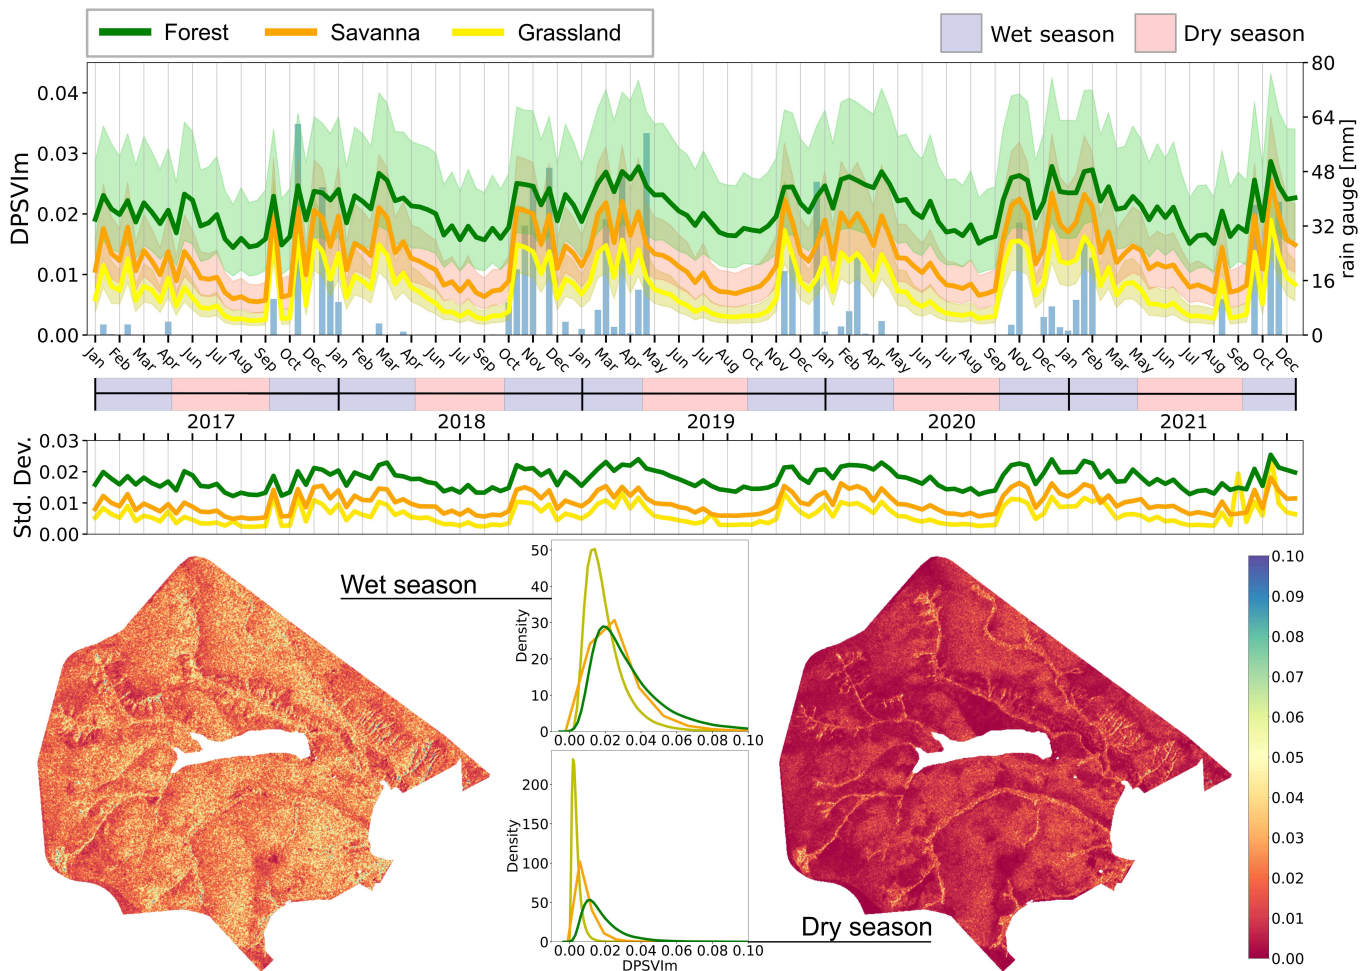 Forest Savanna Grassland Wet season Dry season
DPSVIm
0.04
0.03
0.02
0.01
0.00
80
64
48
32
16
0
rain gauge [mm]
Jan Feb Mar Apr Jun Jul Aug Sep Oct Dec Jan Feb Mar Apr Jun Jul Aug Sep Oct Nov Dec Jan Mar Apr May Jun Jul Aug Oct Nov Dec Jan Feb Mar Apr Jun Jul Aug Sep Oct Nov Dec Jan Feb Mar May Jun Jul Aug Sep Oct Dec
2017 2018 2019 2020 2021
Std. Dev.
0.03
0.02
0.01
0.00
Wet season
Density
50
40
30
20
10
0
0.00 0.02 0.04 0.06 0.08 0.10
Density
200
150
100
50
0
0.00 0.02 0.04 0.06 0.08 0.10
DPSVIm
Dry season
0.10
0.09
0.08
0.07
0.06
0.05
0.04
0.03
0.02
0.01
0.00